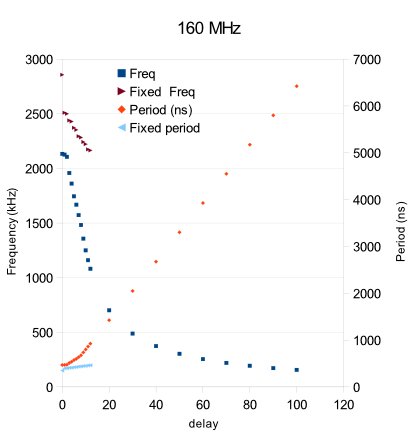 160 MHz
3000
2500
2000
1500
1000
500
0
Frequency (kHz)
Freq
Fixed  Freq
Period (ns)
Fixed period
7000
6000
5000
4000
3000
2000
1000
0
Period (ns)
0 20 40 60 80 100 120
delay